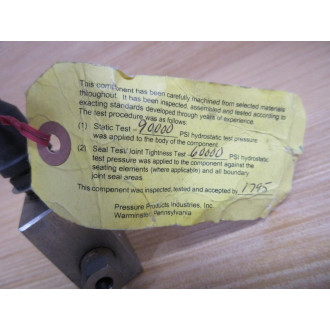 This component has been carefully machined from selected materials
throughout. It has been inspected, assembled and tested according to
exacting standards developed through years of experience.
The test procedure was as follows:
(1) Static Test 90000 PSI hydrostatic test pressure
was applied to the body of the component.
(2) Seal Test/Joint Tightness Test 60000 PSI hydrostatic
test pressure was applied to the component against the
seating elements (where applicable) and all boundary
joint seal areas.
This component was inspected, tested and accepted by 1795
Pressure Products Industries, Inc.
Warminster, Pennsylvania